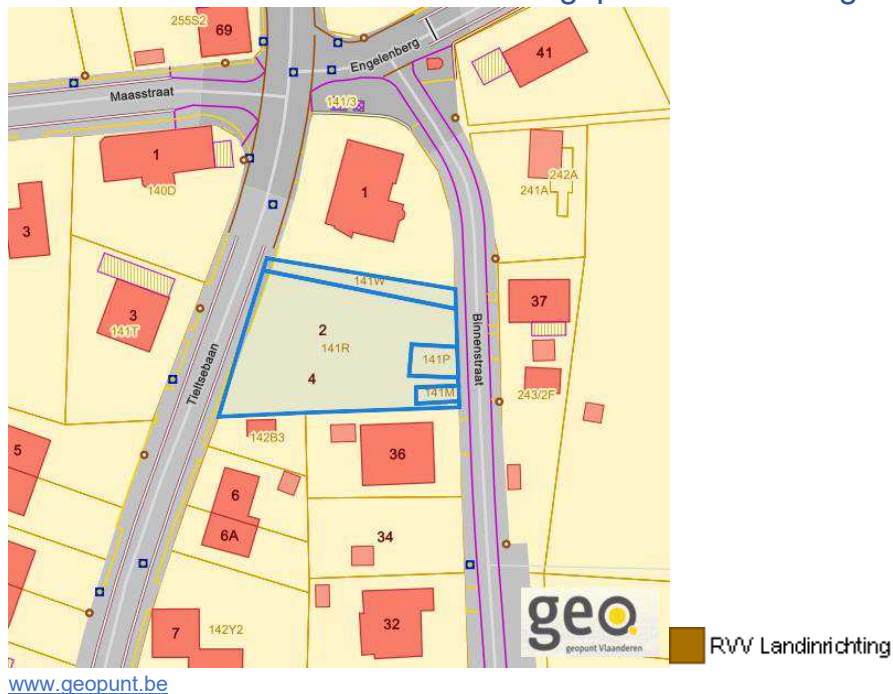 255S2
69
Engelenberg
41
Maasstraat
141/3
1
140D
1
242A
241A
3
141W
3
141T
2
141R
37
Tieltsebaan
4
141P
Binnenstraat
141M
243/2F
142B3
5
36
6
6A
34
7
142Y2
32
geo
geopunt Vlaanderen
RVV Landinrichting
www.geopunt.be